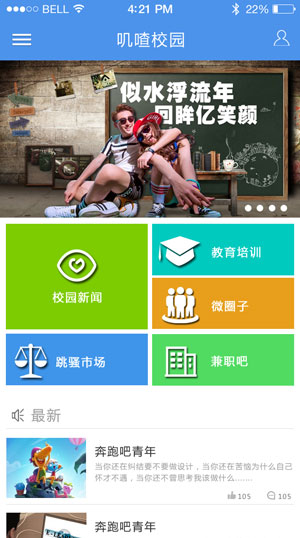 BELL 4:21 PM 22%
叽喳校园
似水浮流年
回眸忆笑颜
校园新闻
教育培训
微圈子
跳骚市场
兼职吧
最新
奔跑吧青年
当你还在纠结要不要做设计，当你还在苦恼为什么自己
怀才不遇，当你还不曾思考我该做什么.......
105 105
奔跑吧青年